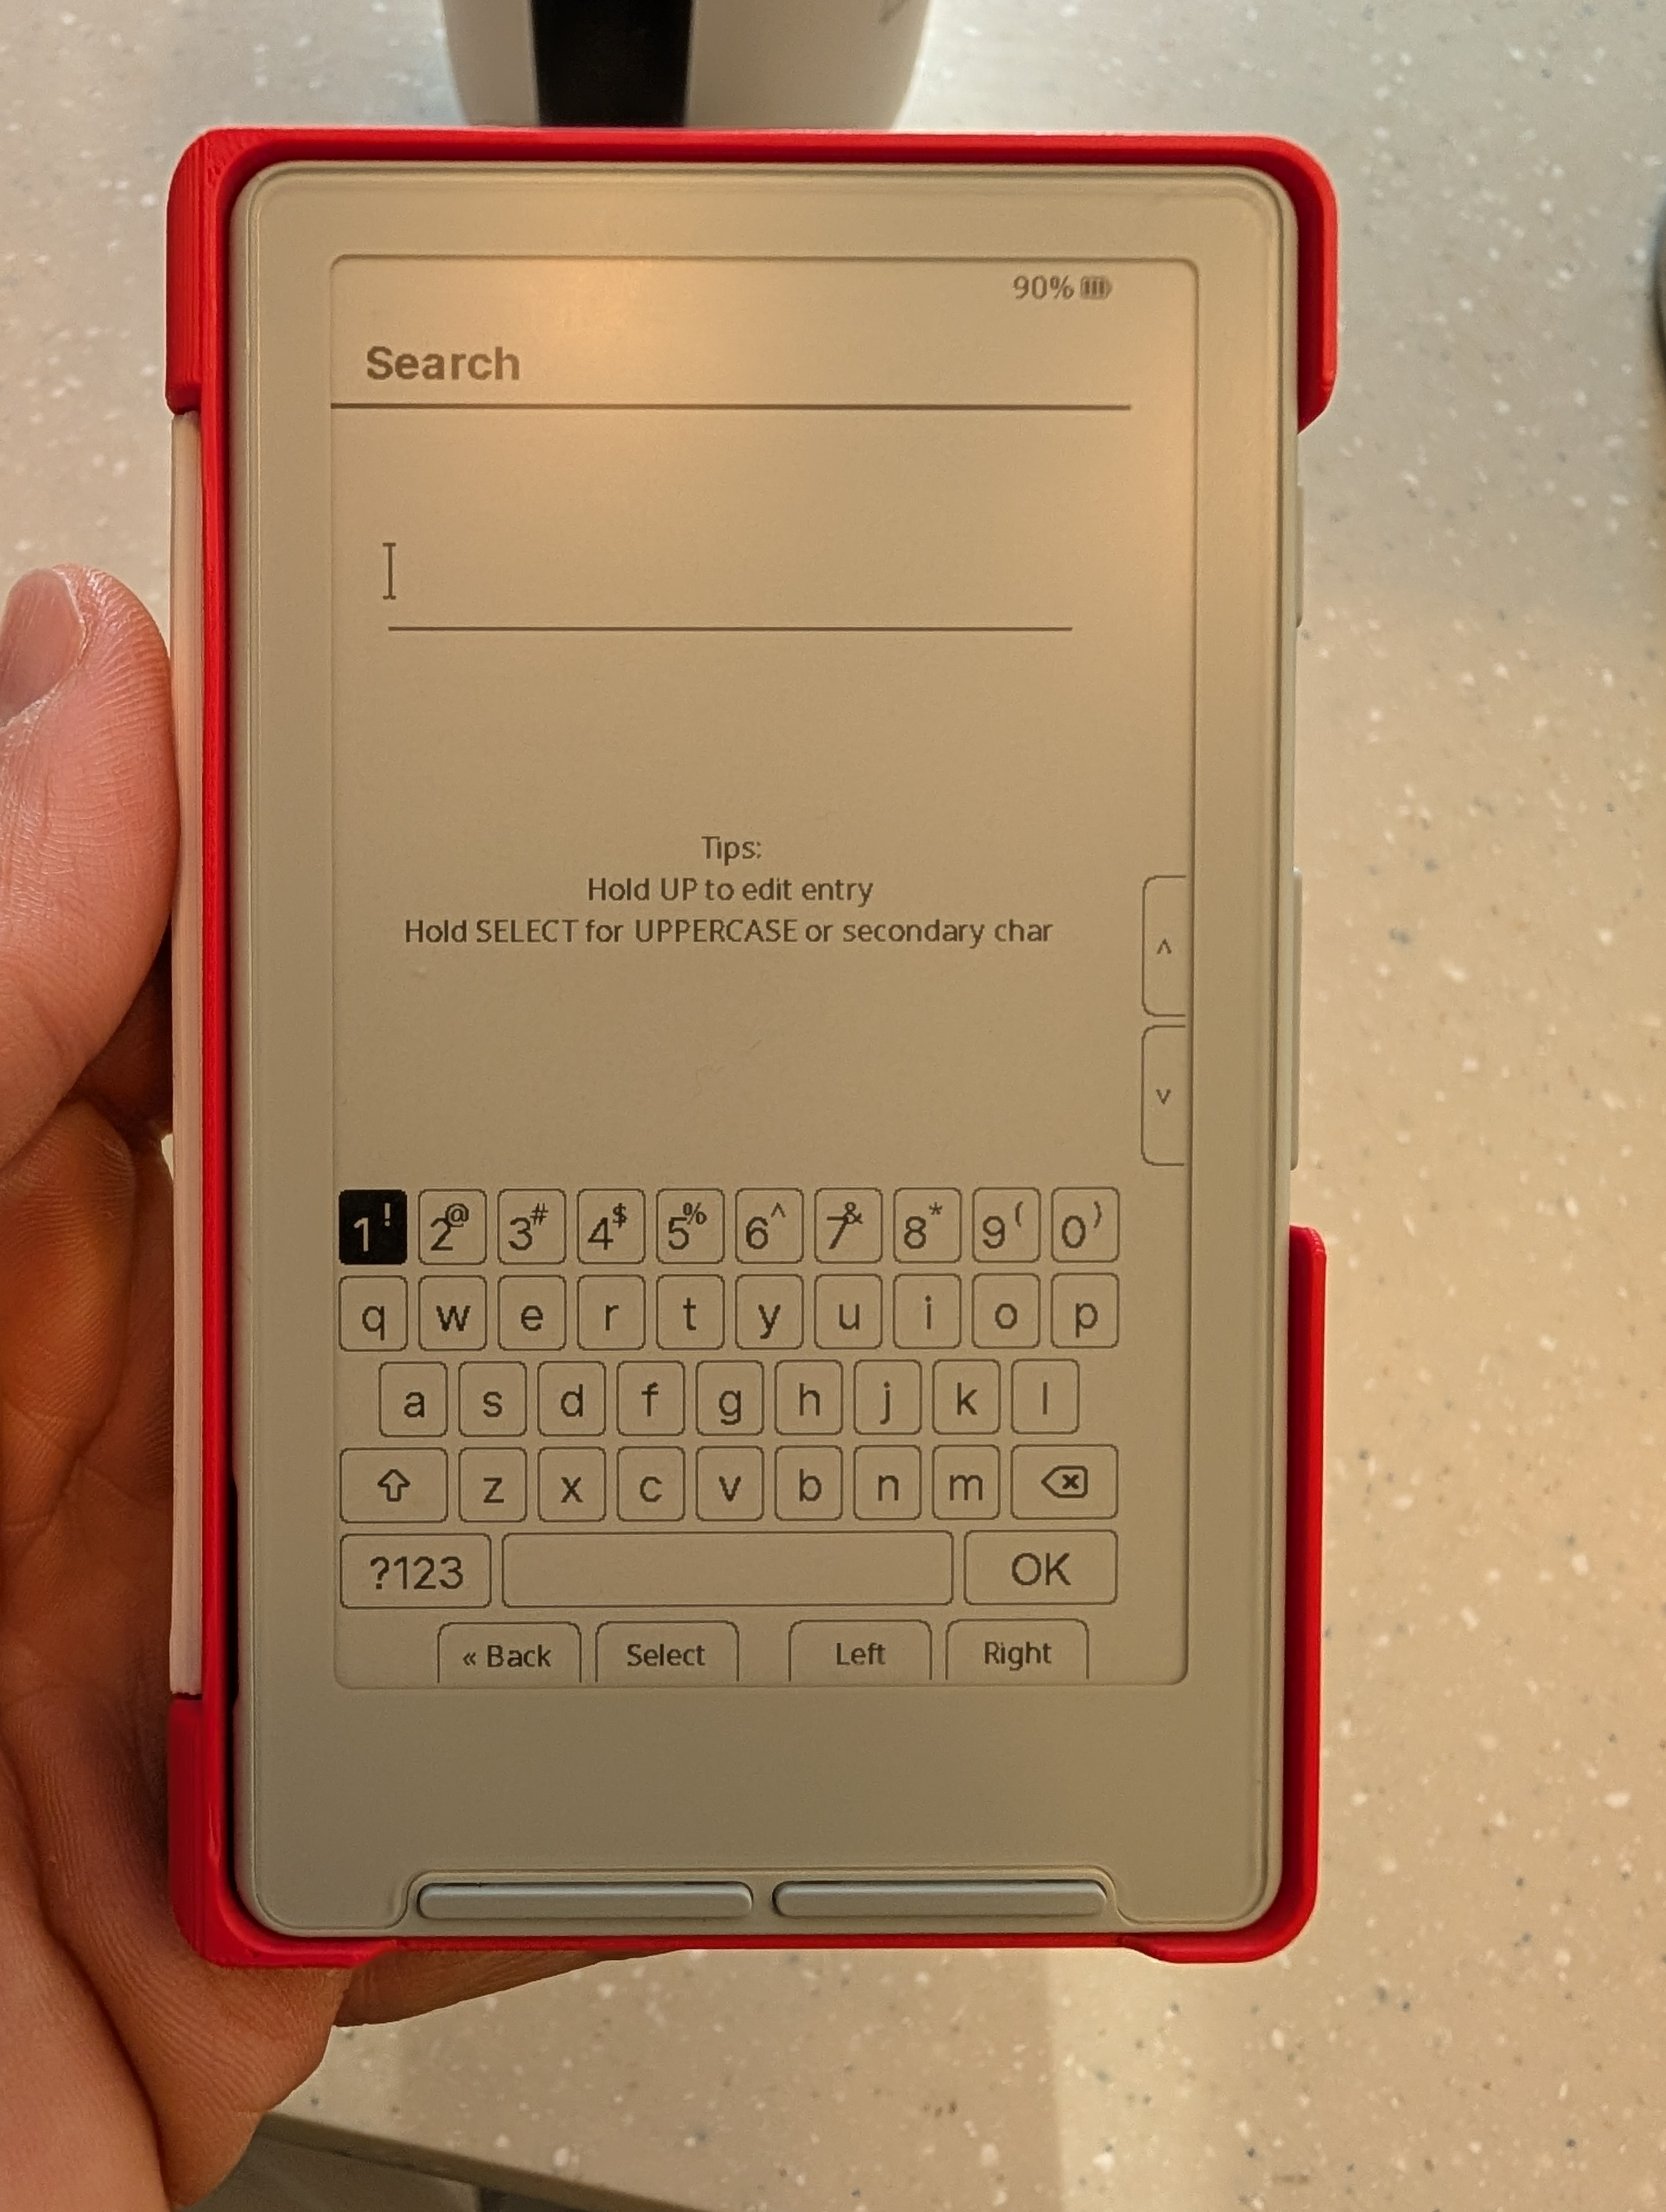 90%
Search
Tips:
Hold UP to edit entry
Hold SELECT for UPPERCASE or secondary char
^
v
1! 2@ 3# 4$ 5% 6^ 7& 8* 9( 0)
q w e r t y u i o p
a s d f g h j k l
z x c v b n m
?123 OK
« Back Select Left Right